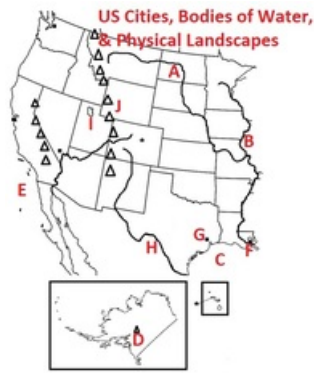 US Cities, Bodies of Water,
& Physical Landscapes
A
J
I
B
E
G
H
C
F
D